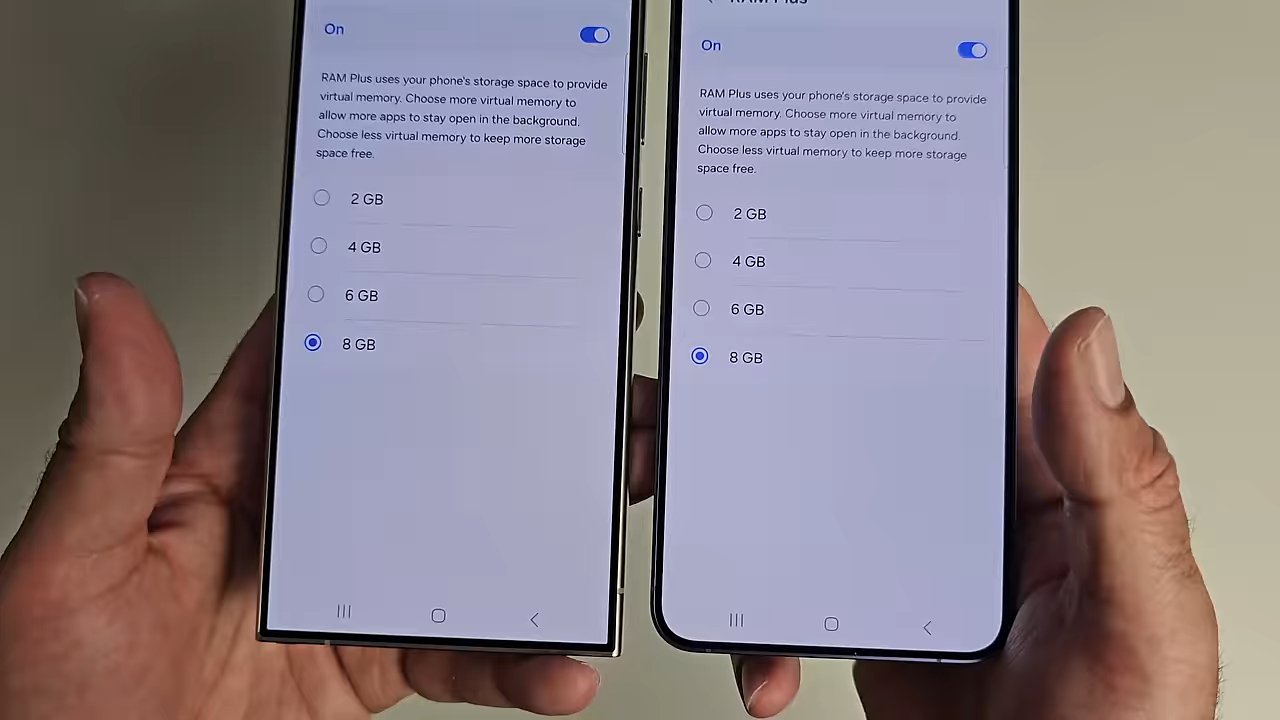 On
RAM Plus uses your phone's storage space to provide
virtual memory. Choose more virtual memory to
allow more apps to stay open in the background.
Choose less virtual memory to keep more storage
space free.
2 GB
4 GB
6 GB
8 GB
RAM Plus
On
RAM Plus uses your phone's storage space to provide
virtual memory. Choose more virtual memory to
allow more apps to stay open in the background.
Choose less virtual memory to keep more storage
space free.
2 GB
4 GB
6 GB
8 GB